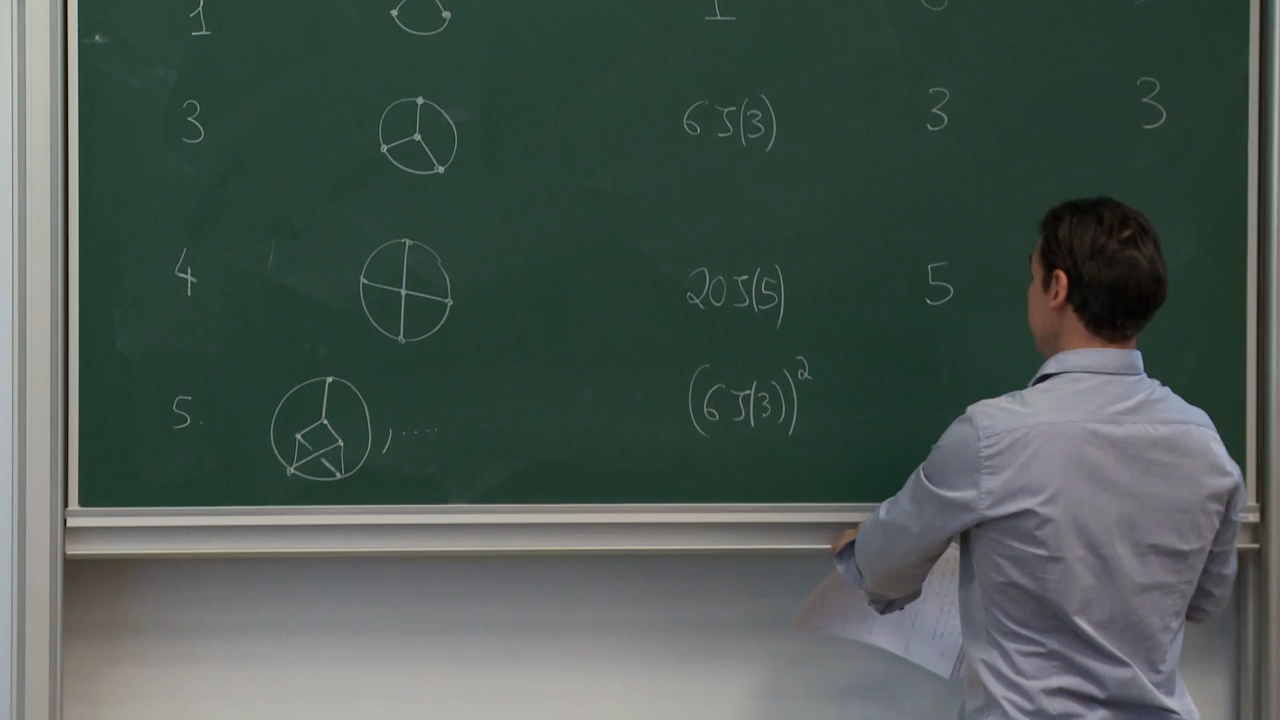 1 1
3 6ζ(3) 3 3
4 20ζ(5) 5
5. , .... (6ζ(3))²